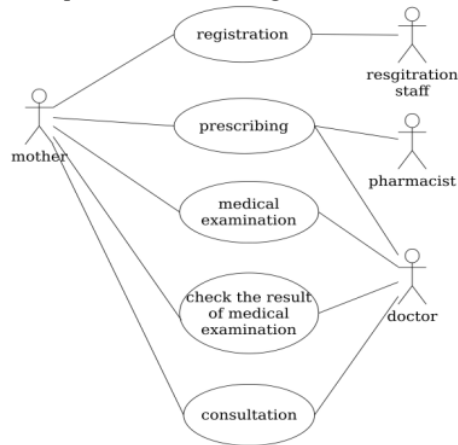 registration
resgitration
staff
mother
prescribing
pharmacist
medical
examination
check the result
of medical
examination
doctor
consultation